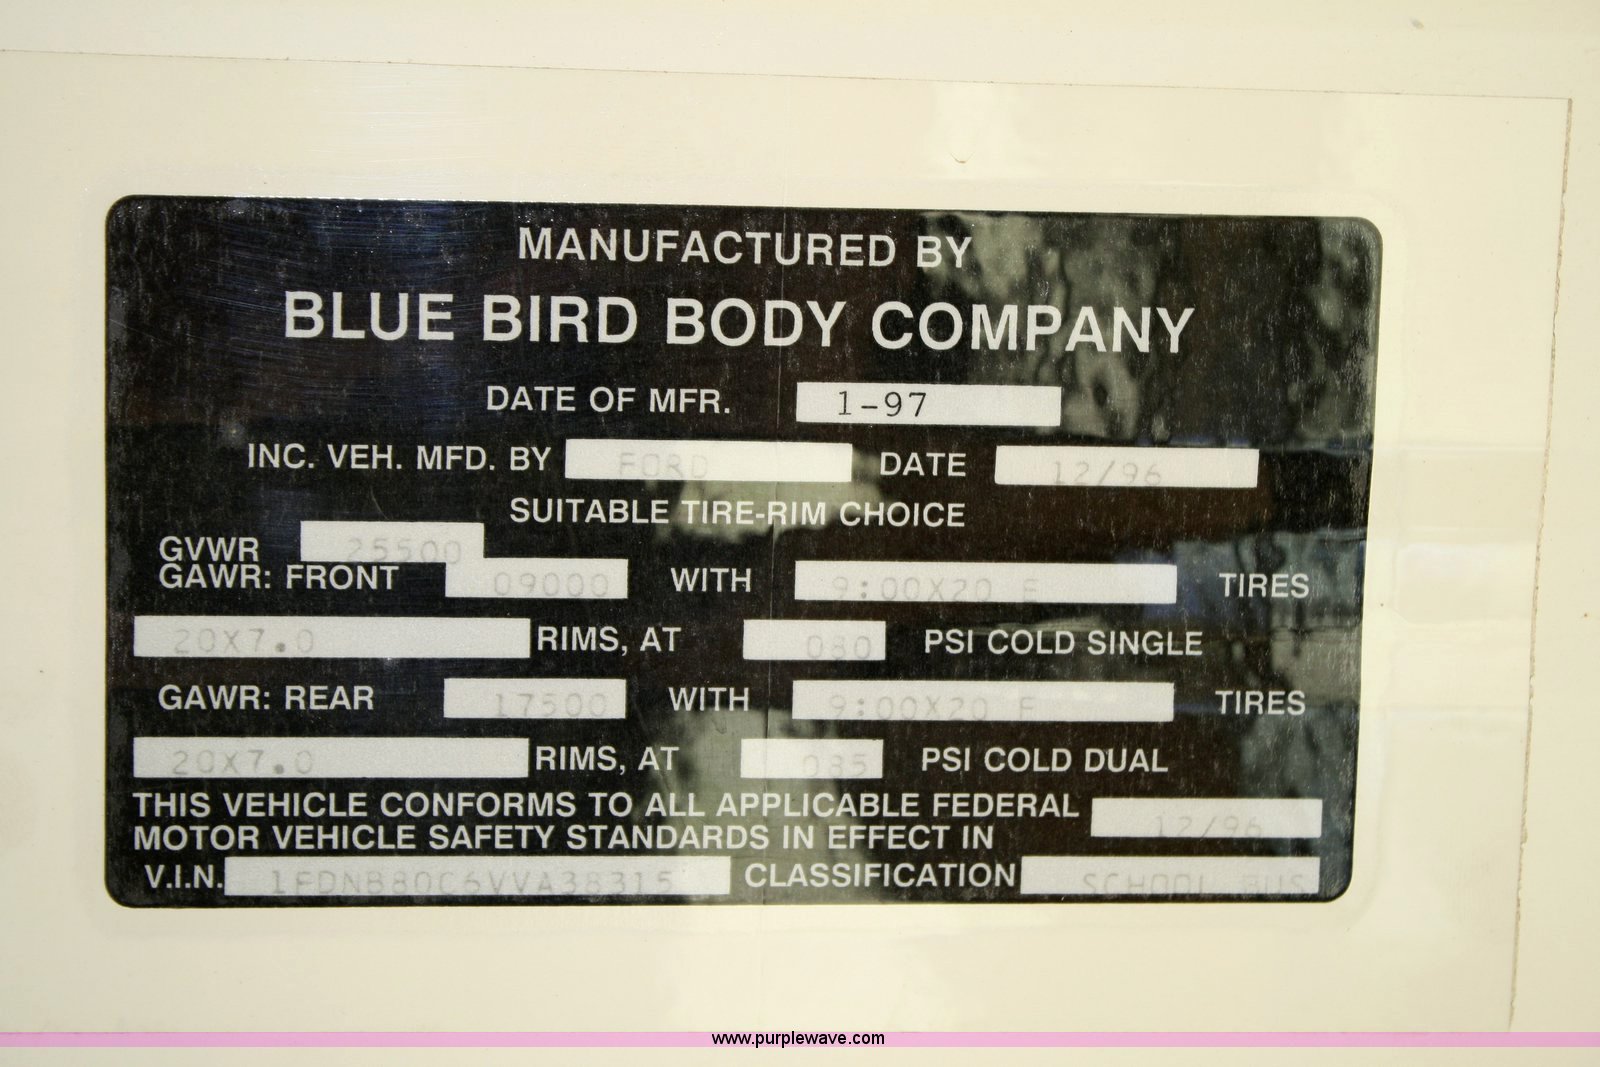 MANUFACTURED BY
BLUE BIRD BODY COMPANY
DATE OF MFR. 1-97
INC. VEH. MFD. BY FORD DATE 12/96
SUITABLE TIRE-RIM CHOICE
GVWR 25500
GAWR: FRONT 09000 WITH 9:00X20 E TIRES
20X7.0 RIMS, AT 080 PSI COLD SINGLE
GAWR: REAR 17500 WITH 9:00X20 E TIRES
20X7.0 RIMS, AT 085 PSI COLD DUAL
THIS VEHICLE CONFORMS TO ALL APPLICABLE FEDERAL
MOTOR VEHICLE SAFETY STANDARDS IN EFFECT IN 12/96
V.I.N. 1FDNB80C6VVA38315 CLASSIFICATION SCHOOL BUS
www.purplewave.com